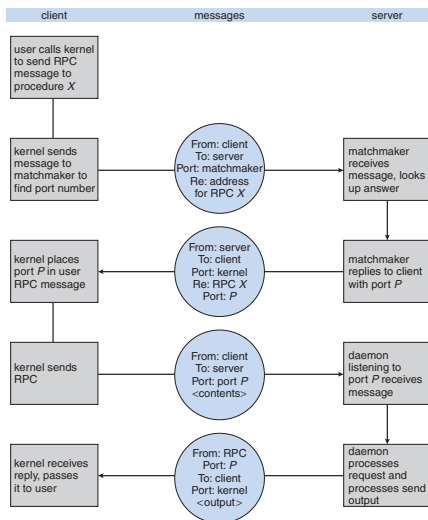 client messages server
user calls kernel
to send RPC
message to
procedure X
kernel sends
message to
matchmaker to
find port number
From: client
To: server
Port: matchmaker
Re: address
for RPC X
matchmaker
receives
message, looks
up answer
kernel places
port P in user
RPC message
From: server
To: client
Port: kernel
Re: RPC X
Port: P
matchmaker
replies to client
with port P
kernel sends
RPC
From: client
To: server
Port: port P
<contents>
daemon
listening to
port P receives
message
kernel receives
reply, passes
it to user
From: RPC
Port: P
To: client
Port: kernel
<output>
daemon
processes
request and
processes send
output